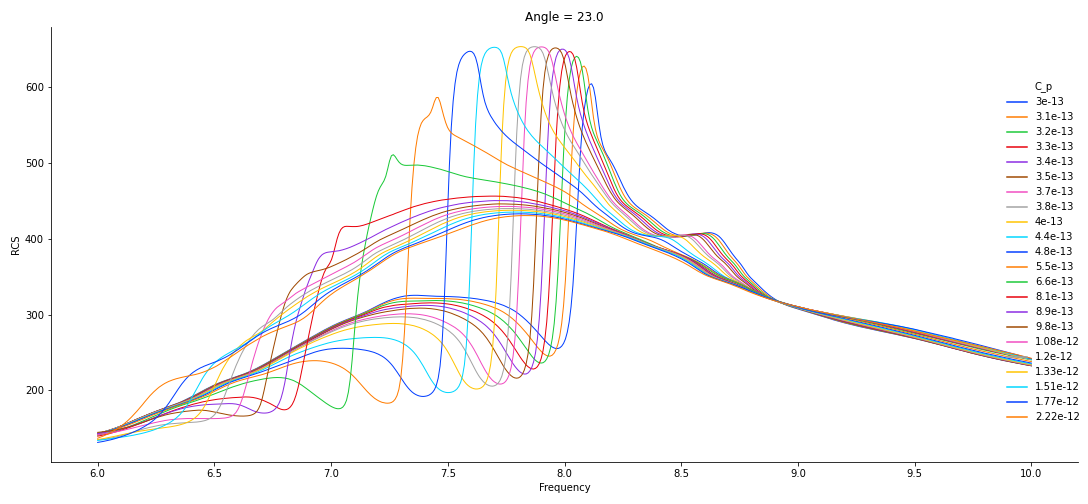 Angle = 23.0
RCS
600
500
400
300
200
6.0 6.5 7.0 7.5 8.0 8.5 9.0 9.5 10.0
Frequency
C_p
3e-13
3.1e-13
3.2e-13
3.3e-13
3.4e-13
3.5e-13
3.7e-13
3.8e-13
4e-13
4.4e-13
4.8e-13
5.5e-13
6.6e-13
8.1e-13
8.9e-13
9.8e-13
1.08e-12
1.2e-12
1.33e-12
1.51e-12
1.77e-12
2.22e-12